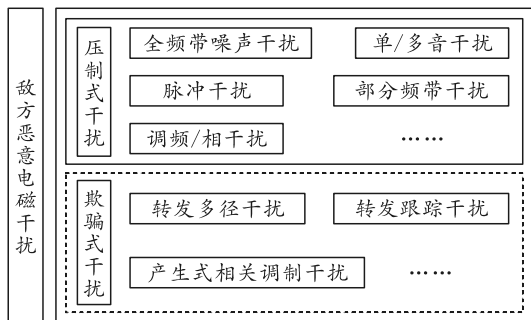 敌方恶意电磁干扰
压制式干扰
全频带噪声干扰
单/多音干扰
脉冲干扰
部分频带干扰
调频/相干扰
……
欺骗式干扰
转发多径干扰
转发跟踪干扰
产生式相关调制干扰
……